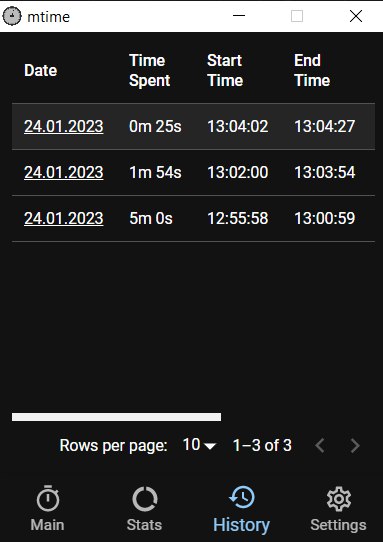 mtime
Date Time Spent Start Time End Time
24.01.2023 0m 25s 13:04:02 13:04:27
24.01.2023 1m 54s 13:02:00 13:03:54
24.01.2023 5m 0s 12:55:58 13:00:59
Rows per page: 10 1–3 of 3
Main Stats History Settings